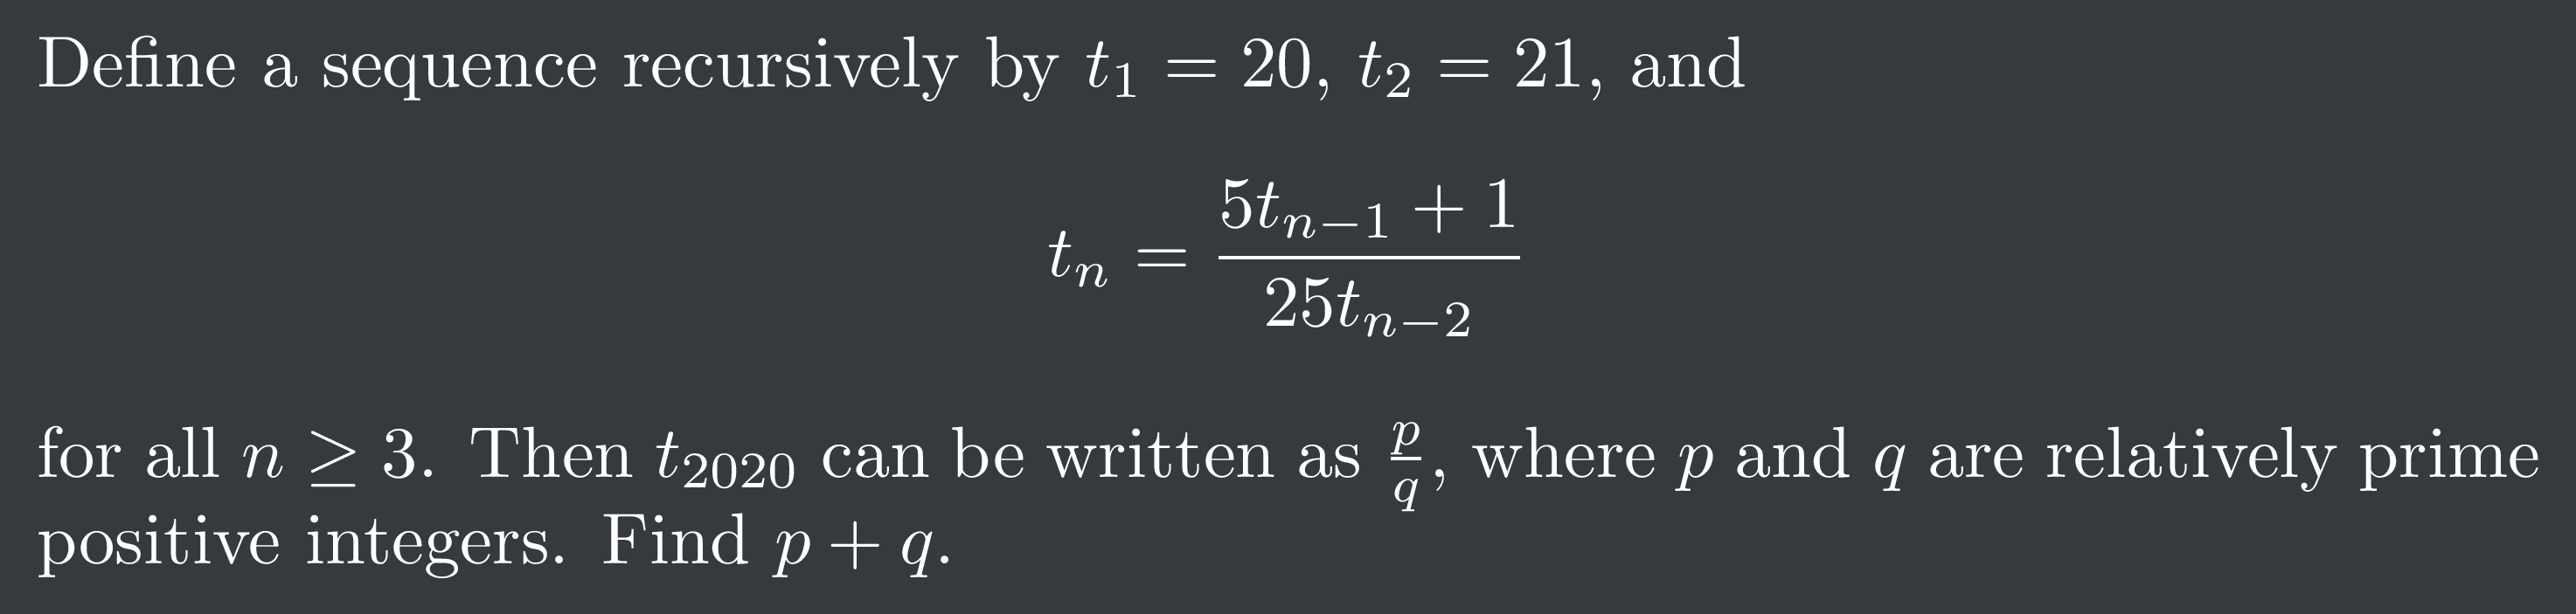 Define a sequence recursively by t₁ = 20, t₂ = 21, and
tₙ = (5tₙ₋₁ + 1)/(25tₙ₋₂)
for all n ≥ 3. Then t₂₀₂₀ can be written as p/q, where p and q are relatively prime
positive integers. Find p + q.